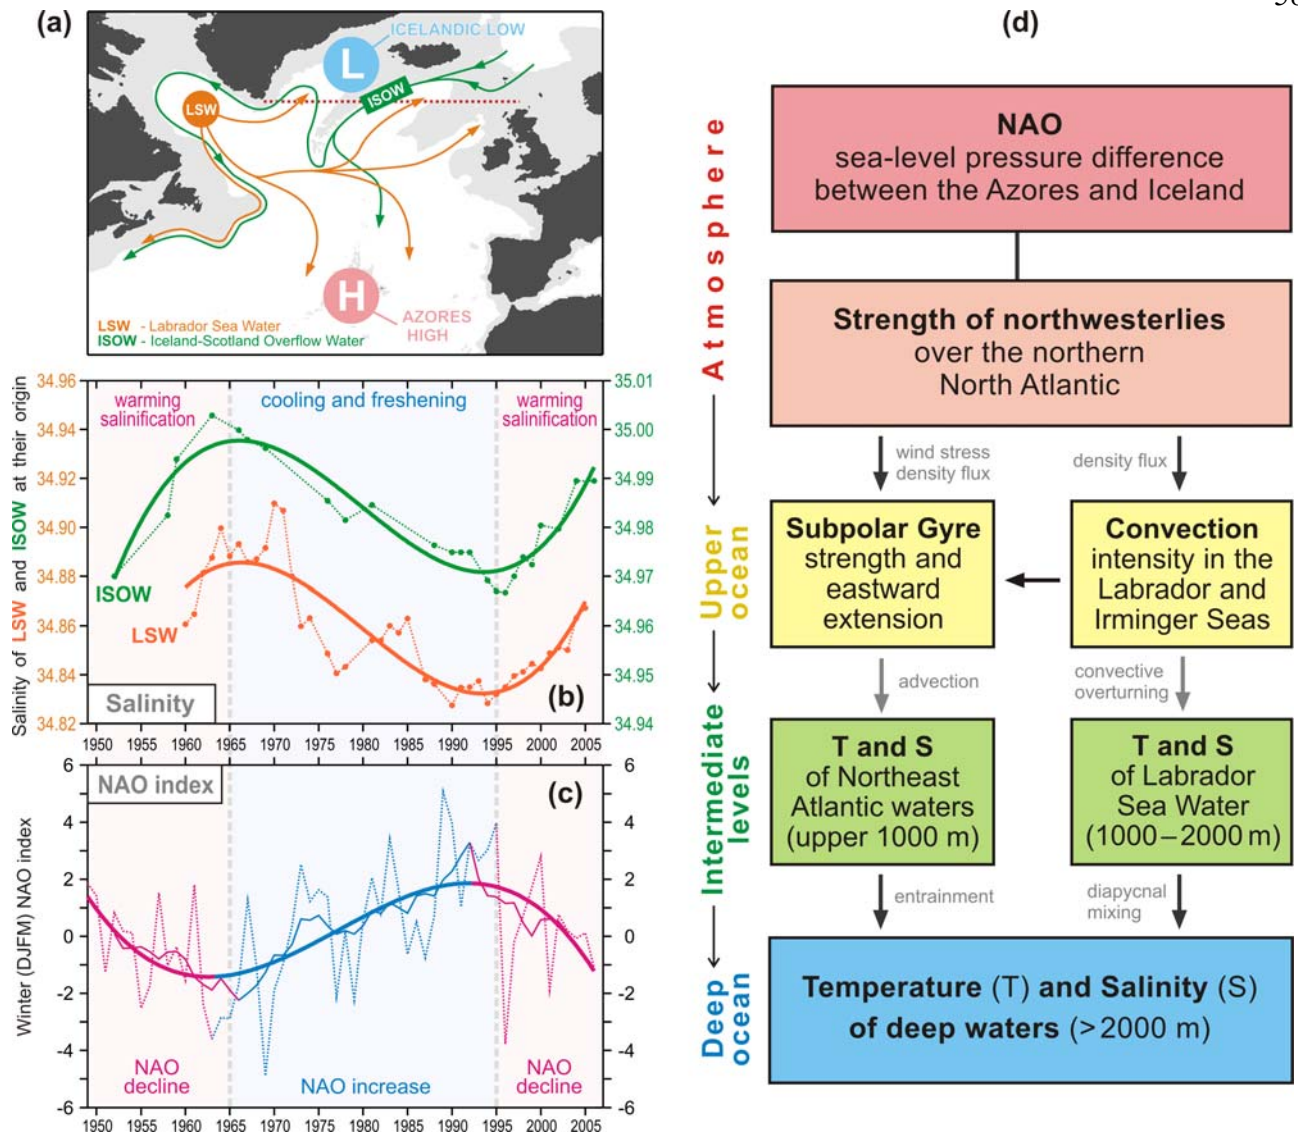 (a)
ICELANDIC LOW
L
ISOW
LSW
H
AZORES
HIGH
LSW - Labrador Sea Water
ISOW - Iceland-Scotland Overflow Water
Salinity of LSW and ISOW at their origin
34.96
34.94
34.92
34.90
34.88
34.86
34.84
34.82
warming
salinification
cooling and freshening
warming
salinification
ISOW
LSW
Salinity
(b)
35.01
35.00
34.99
34.98
34.97
34.96
34.95
34.94
1950 1955 1960 1965 1970 1975 1980 1985 1990 1995 2000 2005
Winter (DJFM) NAO index
6
4
2
0
-2
-4
-6
NAO index
(c)
NAO
decline
NAO increase
NAO
decline
6
4
2
0
-2
-4
-6
1950 1955 1960 1965 1970 1975 1980 1985 1990 1995 2000 2005
(d)
Atmosphere
Upper
ocean
Intermediate
levels
Deep
ocean
NAO
sea-level pressure difference
between the Azores and Iceland
Strength of northwesterlies
over the northern
North Atlantic
wind stress
density flux
density flux
Subpolar Gyre
strength and
eastward
extension
Convection
intensity in the
Labrador and
Irminger Seas
advection
convective
overturning
T and S
of Northeast
Atlantic waters
(upper 1000 m)
T and S
of Labrador
Sea Water
(1000–2000 m)
entrainment
diapycnal
mixing
Temperature (T) and Salinity (S)
of deep waters (>2000 m)